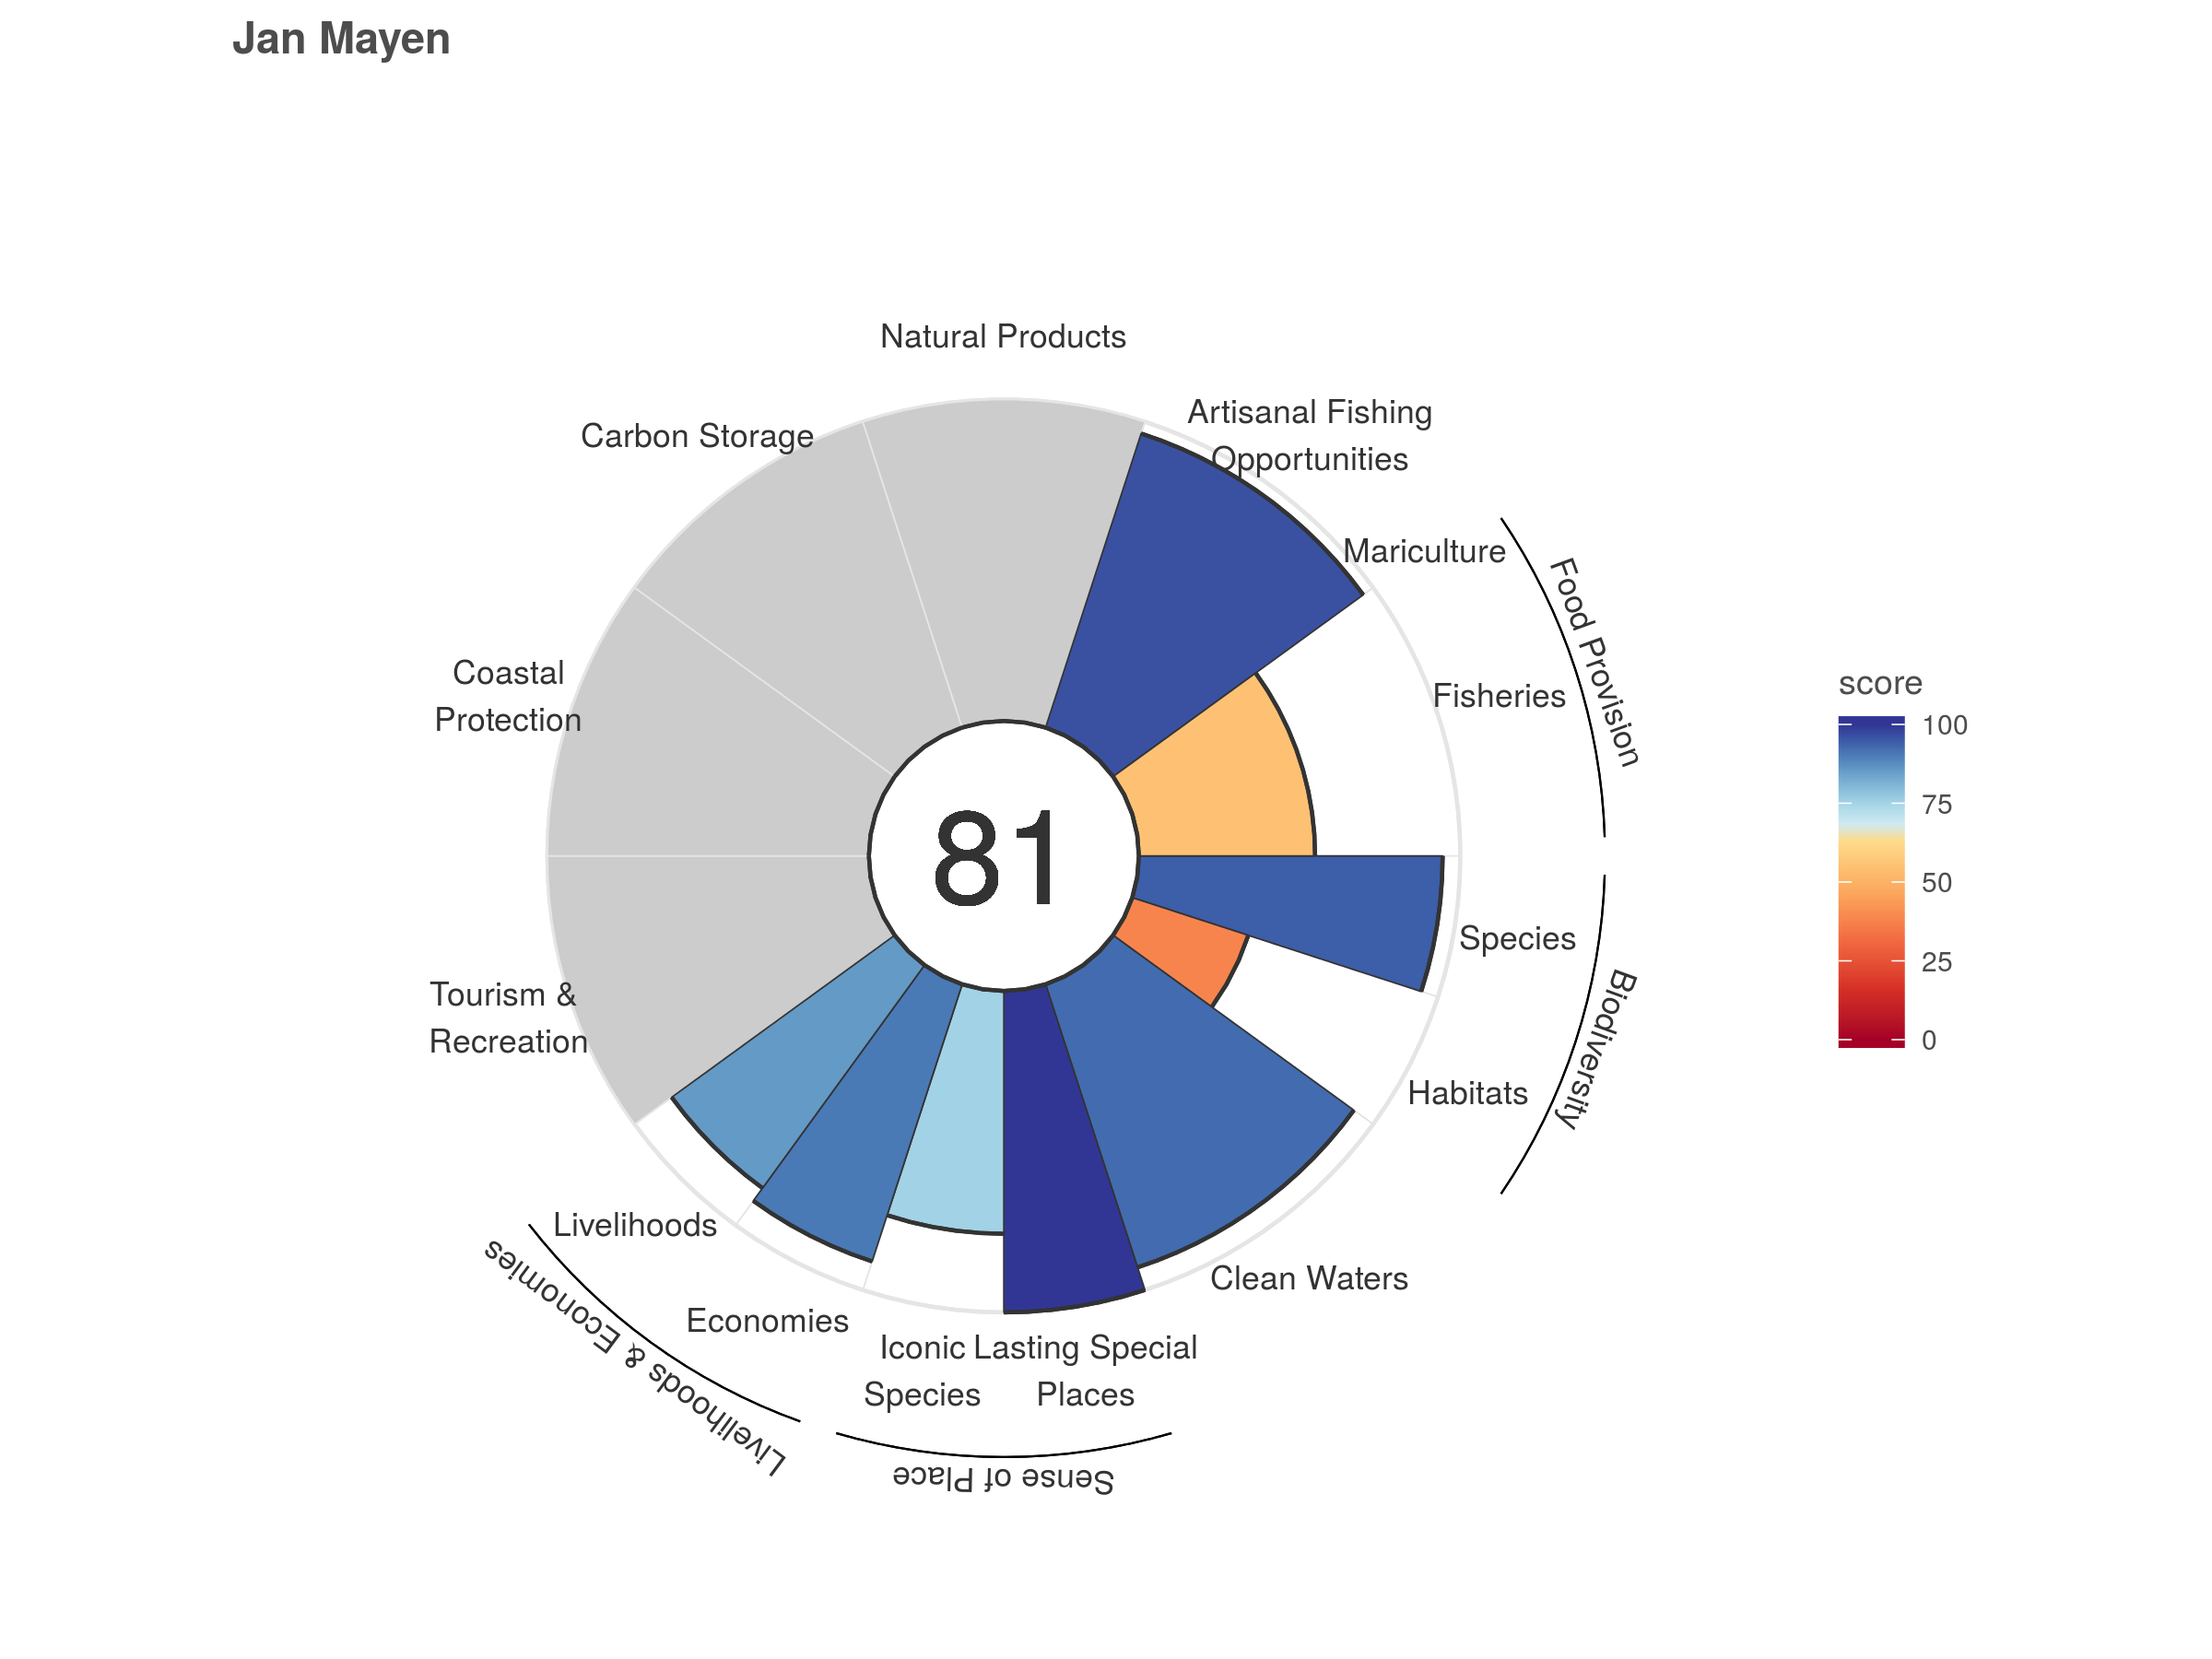 Jan Mayen
Natural Products
Artisanal Fishing
Opportunities
Carbon Storage
Mariculture
Food Provision
Fisheries
Coastal
Protection
score
100
75
50
25
0
81
Species
Biodiversity
Tourism &
Recreation
Habitats
Livelihoods
Clean Waters
Economies
Livelihoods & Economies
Iconic
Species
Lasting Special
Places
Sense of Place